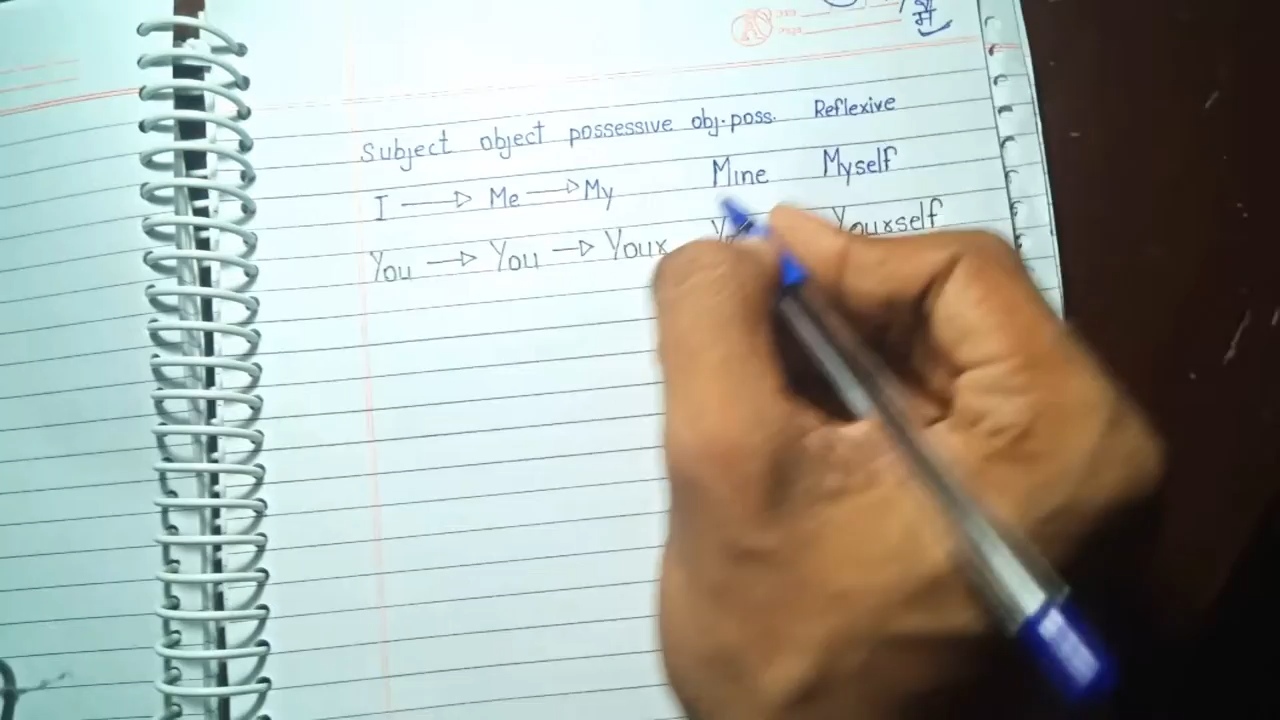 में
Subject object possessive obj.poss. Reflexive
I → Me → My Mine Myself
You → You → Your Yourself